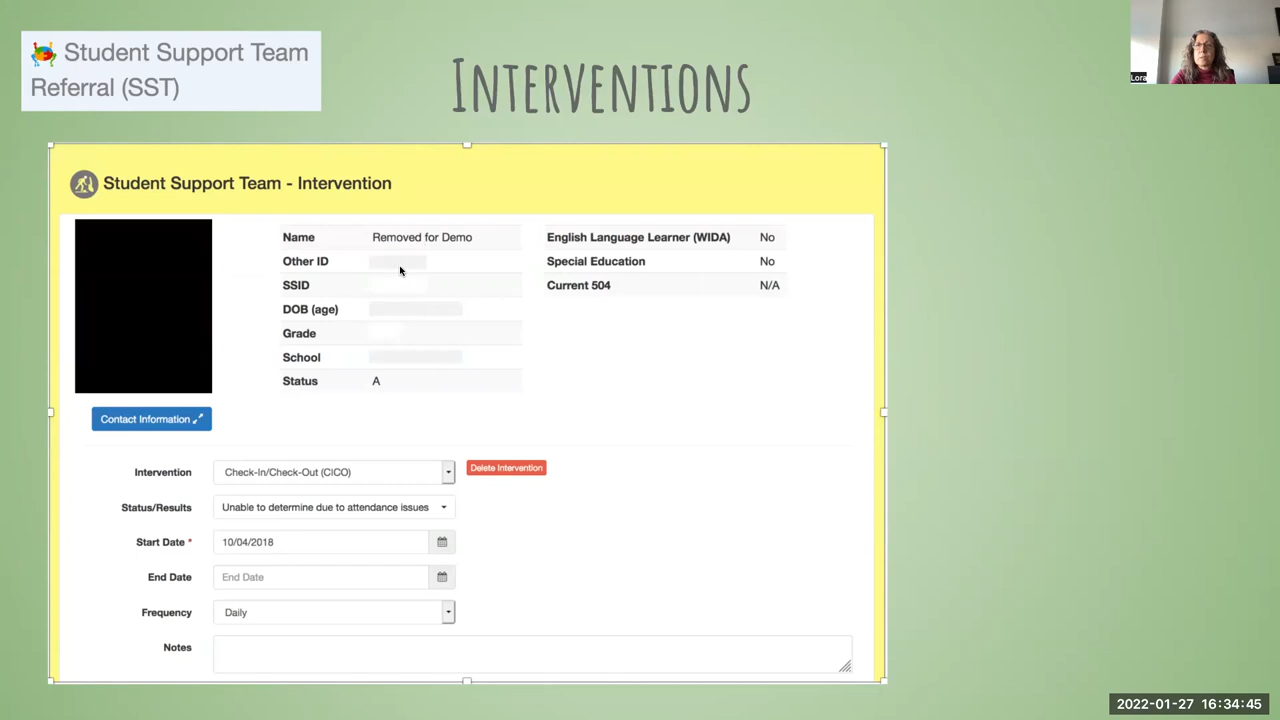 Student Support Team
Referral (SST)
INTERVENTIONS
Lora
Student Support Team - Intervention
Name Removed for Demo
Other ID
SSID
DOB (age)
Grade
School
Status A
English Language Learner (WIDA) No
Special Education No
Current 504 N/A
Contact Information
Intervention Check-In/Check-Out (CICO) Delete Intervention
Status/Results Unable to determine due to attendance issues
Start Date * 10/04/2018
End Date End Date
Frequency Daily
Notes
2022-01-27 16:34:45